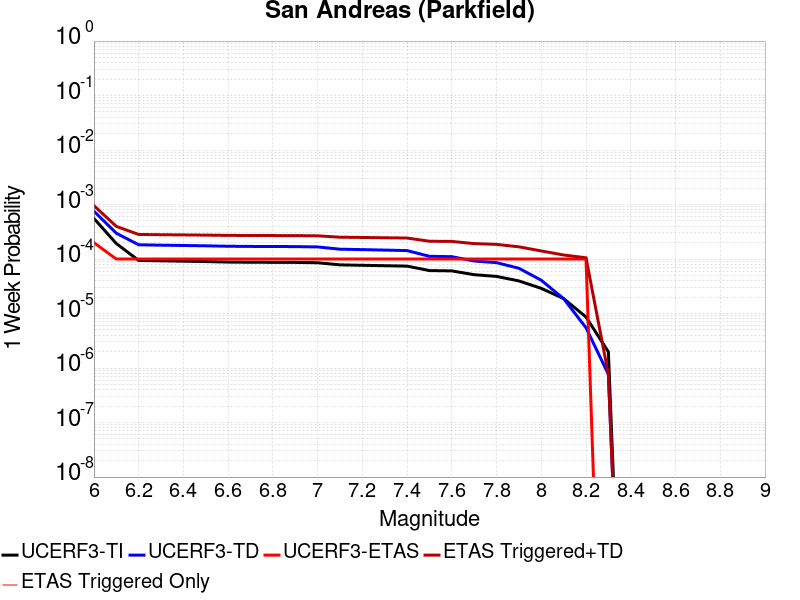 San Andreas (Parkfield)
10^0
10^-1
10^-2
10^-3
10^-4
10^-5
10^-6
10^-7
10^-8
1 Week Probability
6 6.2 6.4 6.6 6.8 7 7.2 7.4 7.6 7.8 8 8.2 8.4 8.6 8.8 9
Magnitude
UCERF3-TI UCERF3-TD UCERF3-ETAS ETAS Triggered+TD
ETAS Triggered Only